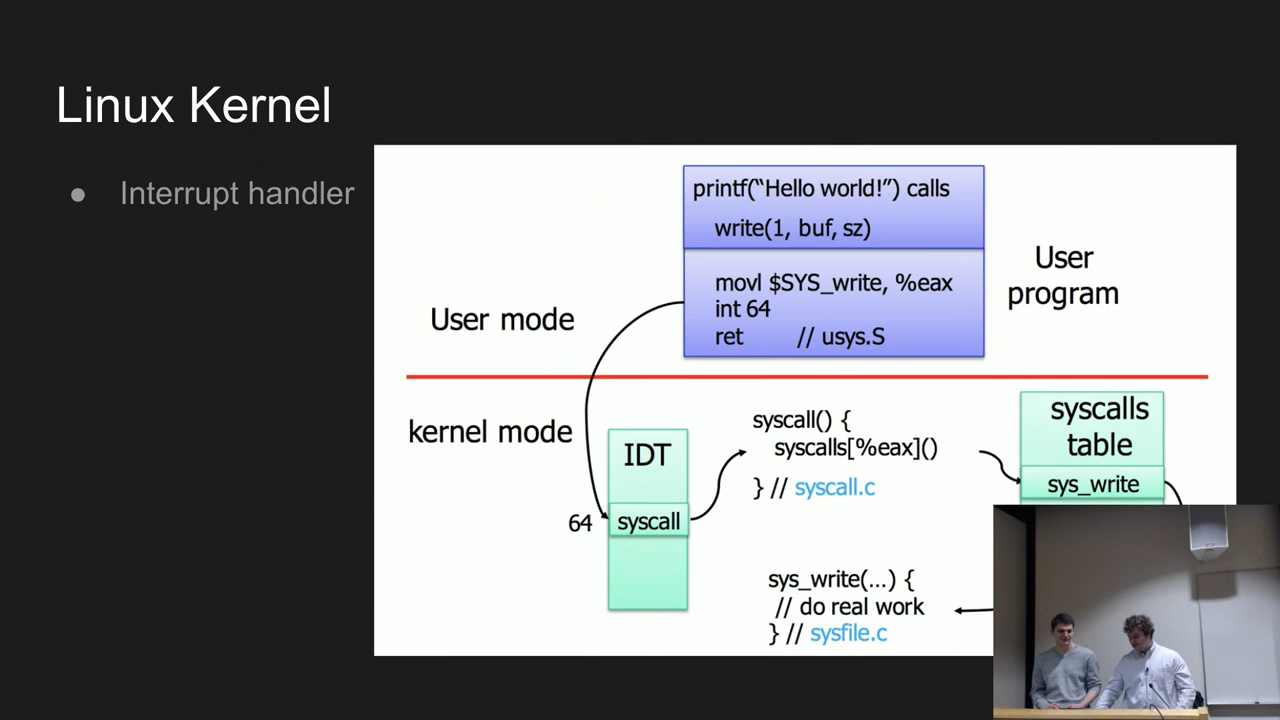 Linux Kernel
● Interrupt handler
printf(“Hello world!”) calls
write(1, buf, sz)
movl $SYS_write, %eax
int 64
ret // usys.S
User
program
User mode
kernel mode
IDT
64 syscall
syscall() {
syscalls[%eax]()
} // syscall.c
syscalls
table
sys_write
sys_write(...) {
// do real work
} // sysfile.c